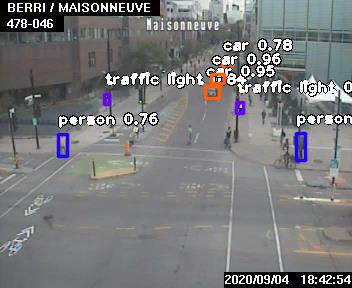 BERRI / MAISONNEUVE
478-046
Maisonneuve
car 0.78
car 0.96
car 0.95
traffic light
traffic light 0
person 0.76
person
2020/09/04 18:42:54